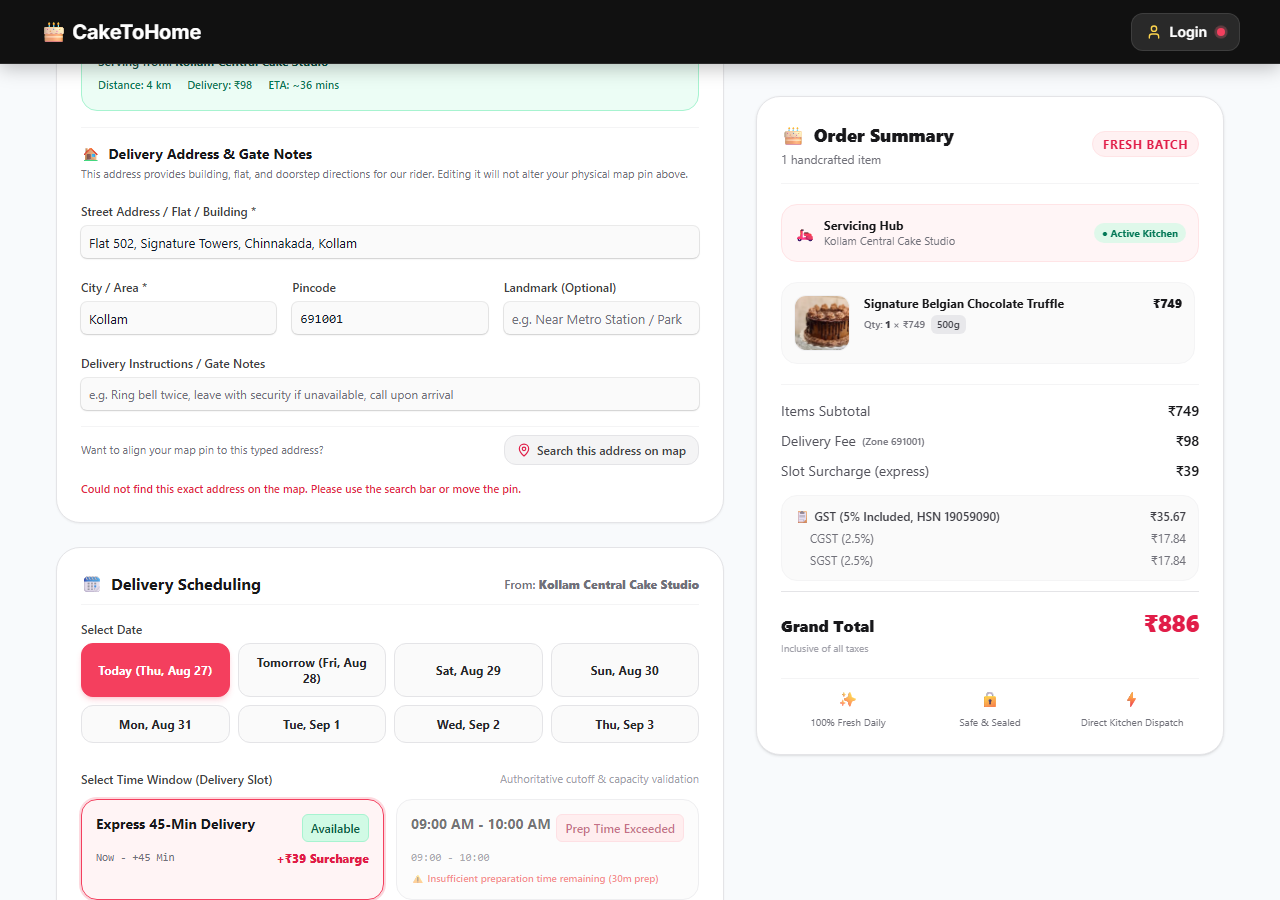 CakeToHome
Login
Serving from: Kollam Central Cake Studio
Distance: 4 km Delivery: ₹98 ETA: ~36 mins
Delivery Address & Gate Notes
This address provides building, flat, and doorstep directions for our rider. Editing it will not alter your physical map pin above.
Street Address / Flat / Building *
Flat 502, Signature Towers, Chinnakada, Kollam
City / Area *
Pincode
Landmark (Optional)
Kollam
691001
e.g. Near Metro Station / Park
Delivery Instructions / Gate Notes
e.g. Ring bell twice, leave with security if unavailable, call upon arrival
Want to align your map pin to this typed address?
Search this address on map
Could not find this exact address on the map. Please use the search bar or move the pin.
Delivery Scheduling
From: Kollam Central Cake Studio
Select Date
Today (Thu, Aug 27)
Tomorrow (Fri, Aug
28)
Sat, Aug 29
Sun, Aug 30
Mon, Aug 31
Tue, Sep 1
Wed, Sep 2
Thu, Sep 3
Select Time Window (Delivery Slot)
Authoritative cutoff & capacity validation
Express 45-Min Delivery
Available
Now - +45 Min
+₹39 Surcharge
09:00 AM - 10:00 AM
Prep Time Exceeded
09:00 - 10:00
Insufficient preparation time remaining (30m prep)
Order Summary
1 handcrafted item
FRESH BATCH
Servicing Hub
Kollam Central Cake Studio
• Active Kitchen
Signature Belgian Chocolate Truffle
₹749
Qty: 1 × ₹749 500g
Items Subtotal ₹749
Delivery Fee (Zone 691001) ₹98
Slot Surcharge (express) ₹39
GST (5% Included, HSN 19059090) ₹35.67
CGST (2.5%) ₹17.84
SGST (2.5%) ₹17.84
Grand Total ₹886
Inclusive of all taxes
100% Fresh Daily
Safe & Sealed
Direct Kitchen Dispatch